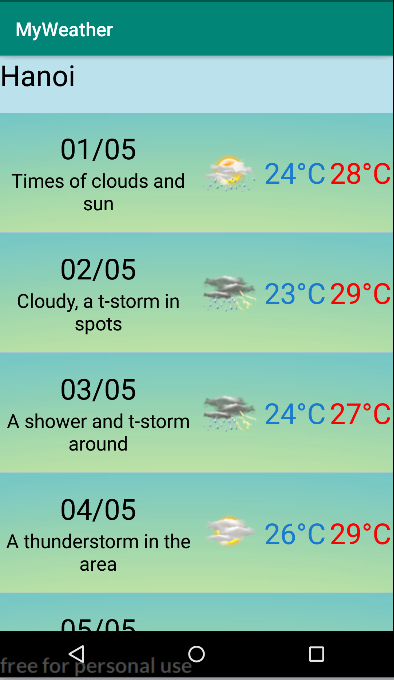 MyWeather
Hanoi
01/05
Times of clouds and
sun
24°C 28°C
02/05
Cloudy, a t-storm in
spots
23°C 29°C
03/05
A shower and t-storm
around
24°C 27°C
04/05
A thunderstorm in the
area
26°C 29°C
05/05
free for personal use